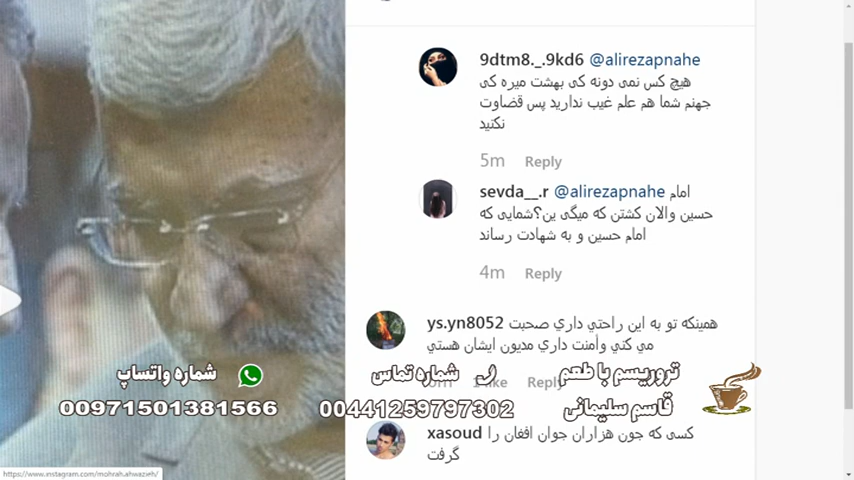 9dtm8._.9kd6 @alirezapnahe
هیچ کس نمی دونه کی بهشت میره کی
جهنم شما هم علم غیب ندارید پس قضاوت
نکنید
5m Reply
sevda__.r @alirezapnahe امام
حسین والان کشتن که میگی ین؟شمایی که
امام حسین و به شهادت رساند
4m Reply
ys.yn8052 همینکه تو به این راحتي داري صحبت
مي کني وأمنت داري مدیون ایشان هستي
like Reply
xasoud کسی که جون هزاران جوان افغان را
گرفت
تروریسم با طعم
قاسم سلیمانی
شماره تماس
00441259797302
شماره واتساپ
00971501381566
https://www.instagram.com/mohrah.ahwazieh/